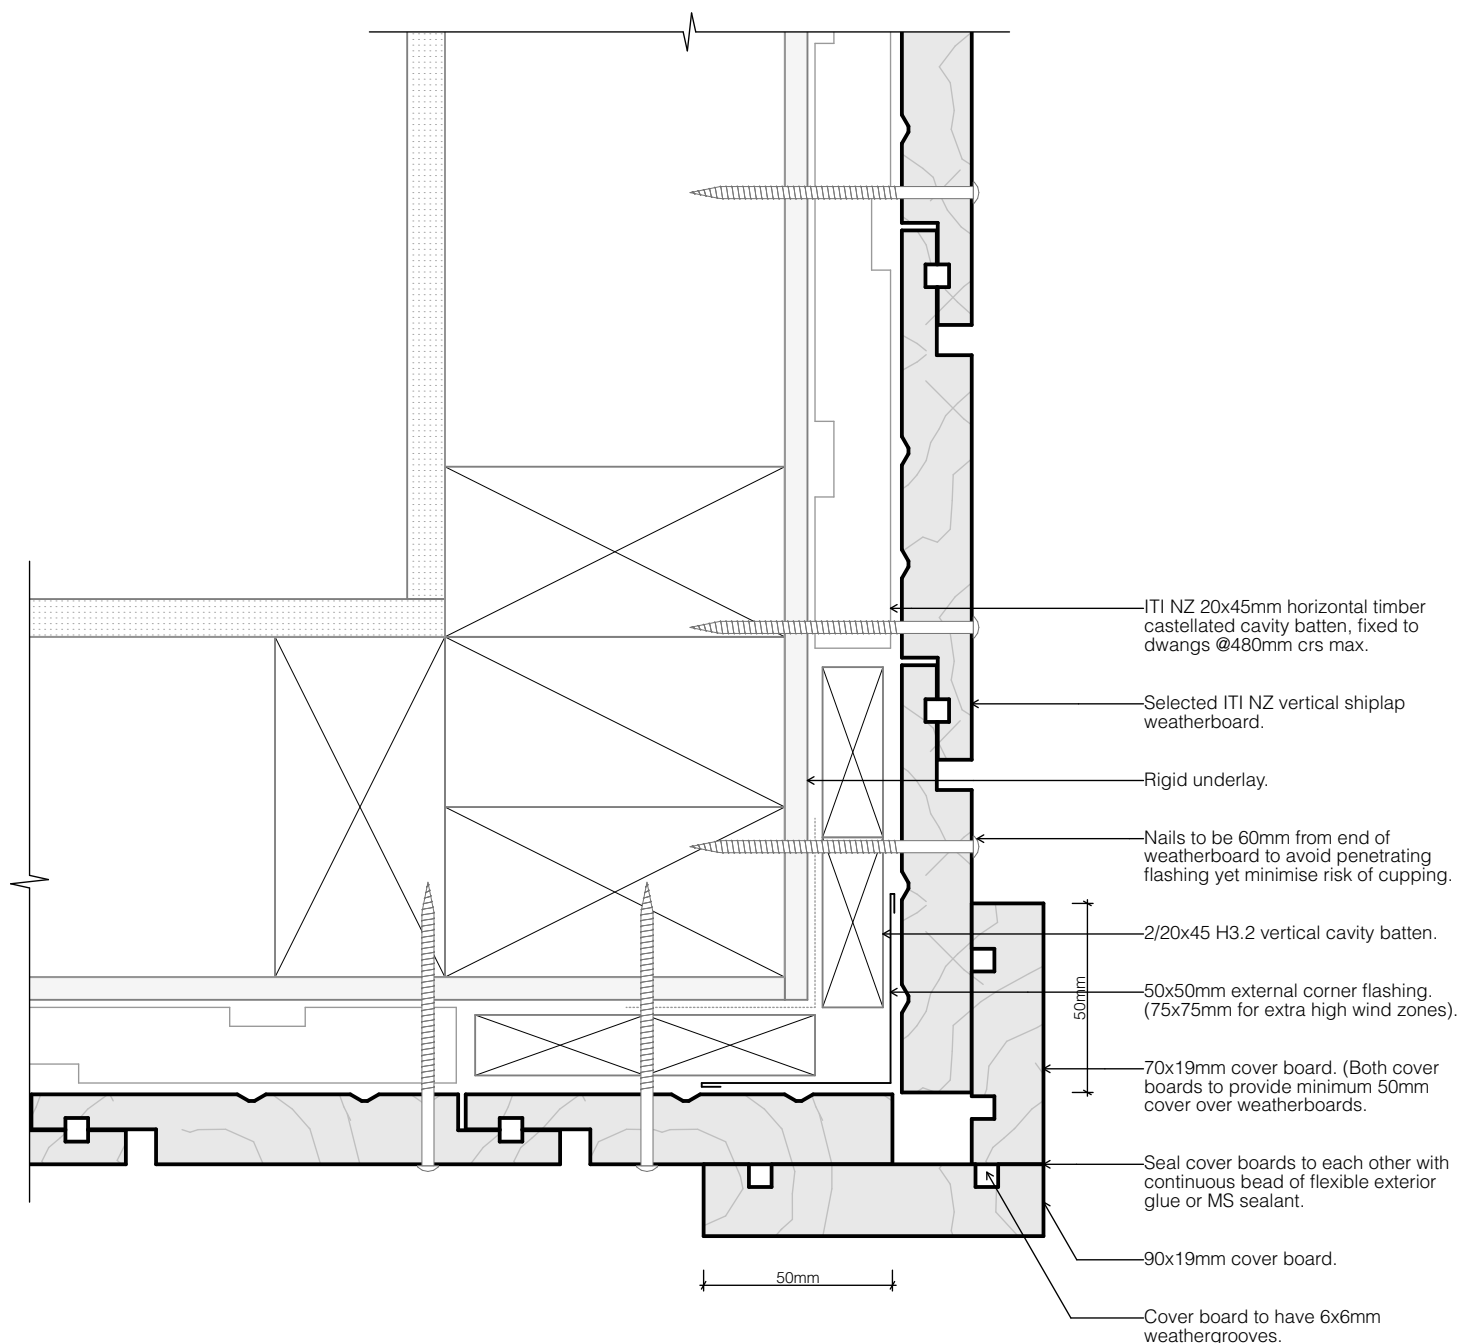 ITI NZ 20x45mm horizontal timber
castellated cavity batten, fixed to
dwangs @480mm crs max.
Selected ITI NZ vertical shiplap
weatherboard.
Rigid underlay.
Nails to be 60mm from end of
weatherboard to avoid penetrating
flashing yet minimise risk of cupping.
2/20x45 H3.2 vertical cavity batten.
50x50mm external corner flashing.
(75x75mm for extra high wind zones).
50mm
70x19mm cover board. (Both cover
boards to provide minimum 50mm
cover over weatherboards.
Seal cover boards to each other with
continuous bead of flexible exterior
glue or MS sealant.
90x19mm cover board.
50mm
Cover board to have 6x6mm
weathergrooves.